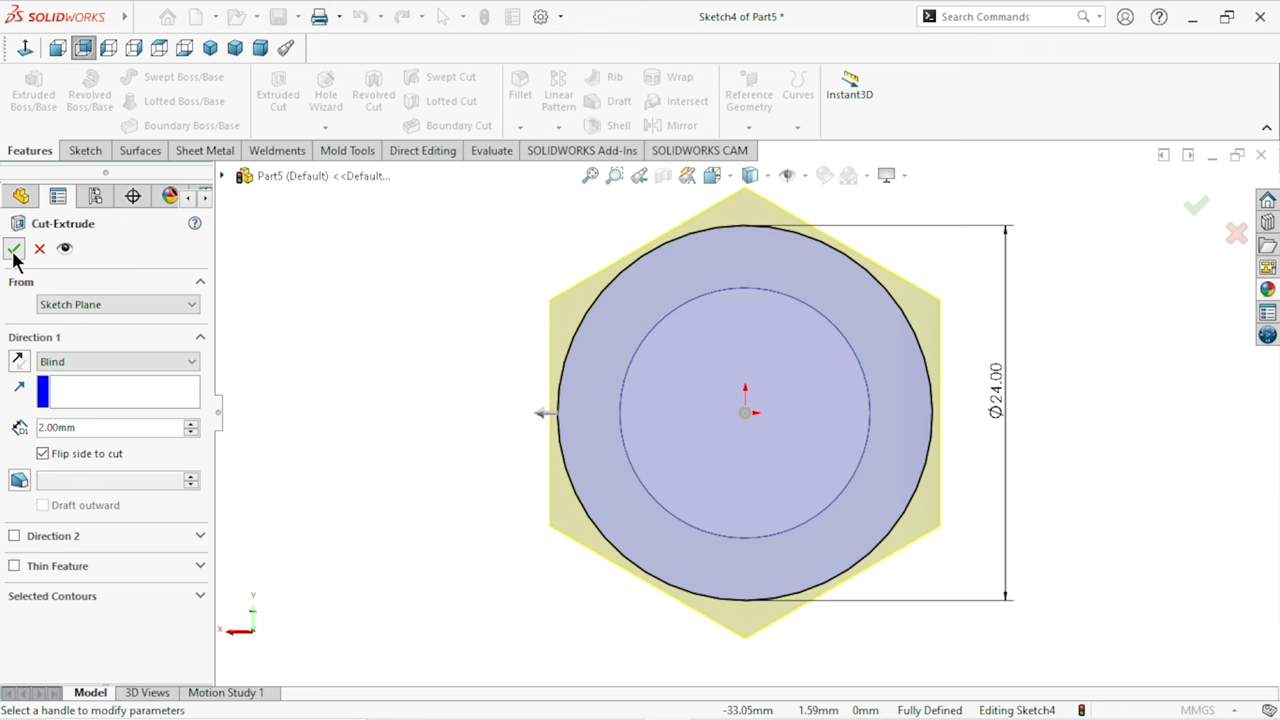 SOLIDWORKS
Sketch4 of Part5 *
Search Commands
Extruded Boss/Base
Revolved Boss/Base
Swept Boss/Base
Lofted Boss/Base
Boundary Boss/Base
Extruded Cut
Hole Wizard
Revolved Cut
Swept Cut
Lofted Cut
Boundary Cut
Fillet
Linear Pattern
Rib
Draft
Shell
Wrap
Intersect
Mirror
Reference Geometry
Curves
Instant3D
Features
Sketch
Surfaces
Sheet Metal
Weldments
Mold Tools
Direct Editing
Evaluate
SOLIDWORKS Add-Ins
SOLIDWORKS CAM
Part5 (Default) <<Default...
Cut-Extrude
From
Sketch Plane
Direction 1
Blind
2.00mm
Flip side to cut
Draft outward
Direction 2
Thin Feature
Selected Contours
⌀24.00
Y
X
Model
3D Views
Motion Study 1
Select a handle to modify parameters
-33.05mm
1.59mm
0mm
Fully Defined
Editing Sketch4
MMGS